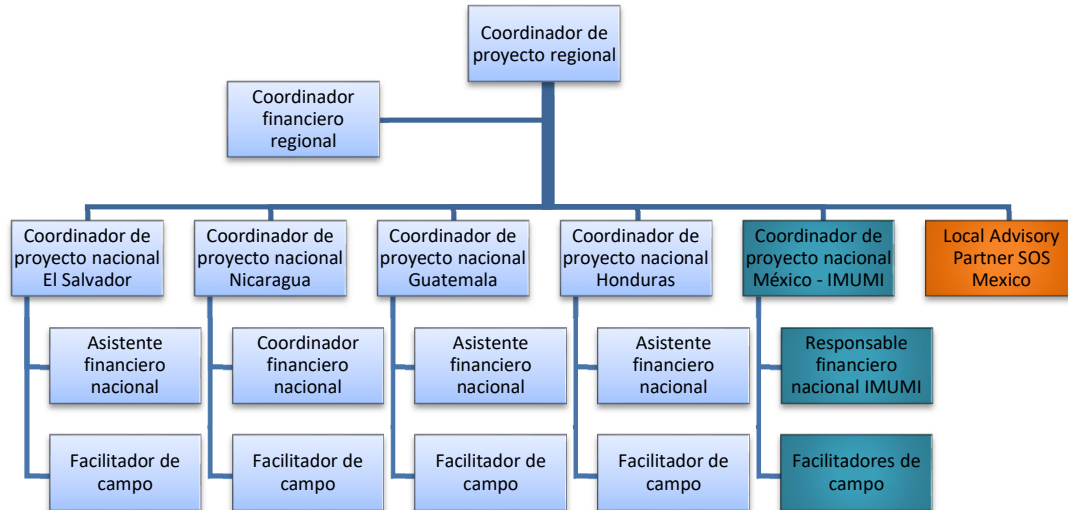 Coordinador de
proyecto regional
Coordinador
financiero
regional
Coordinador de
proyecto nacional
El Salvador
Coordinador de
proyecto nacional
Nicaragua
Coordinador de
proyecto nacional
Guatemala
Coordinador de
proyecto nacional
Honduras
Coordinador de
proyecto nacional
México - IMUMI
Local Advisory
Partner SOS
Mexico
Asistente
financiero
nacional
Coordinador
financiero
nacional
Asistente
financiero
nacional
Asistente
financiero
nacional
Responsable
financiero
nacional IMUMI
Facilitador de
campo
Facilitador de
campo
Facilitador de
campo
Facilitador de
campo
Facilitadores de
campo